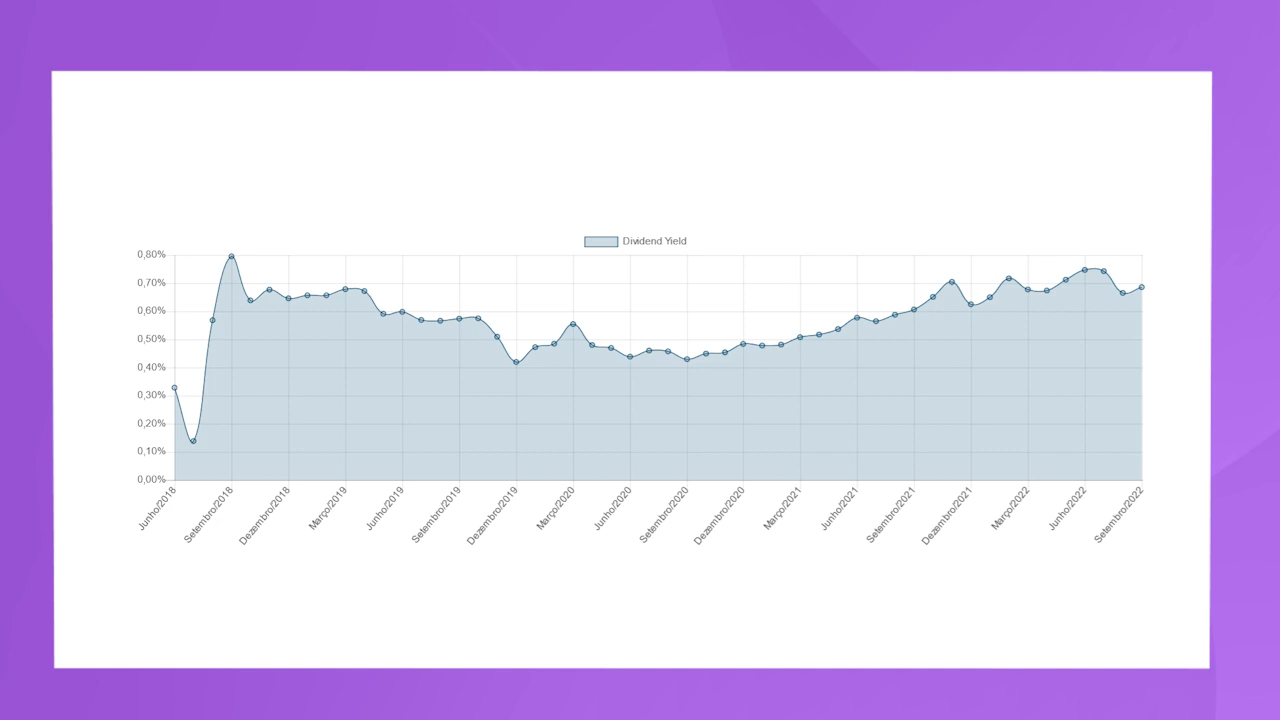 Dividend Yield
0,80%
0,70%
0,60%
0,50%
0,40%
0,30%
0,20%
0,10%
0,00%
Junho/2018
Setembro/2018
Dezembro/2018
Março/2019
Junho/2019
Setembro/2019
Dezembro/2019
Março/2020
Junho/2020
Setembro/2020
Dezembro/2020
Março/2021
Junho/2021
Setembro/2021
Dezembro/2021
Março/2022
Junho/2022
Setembro/2022